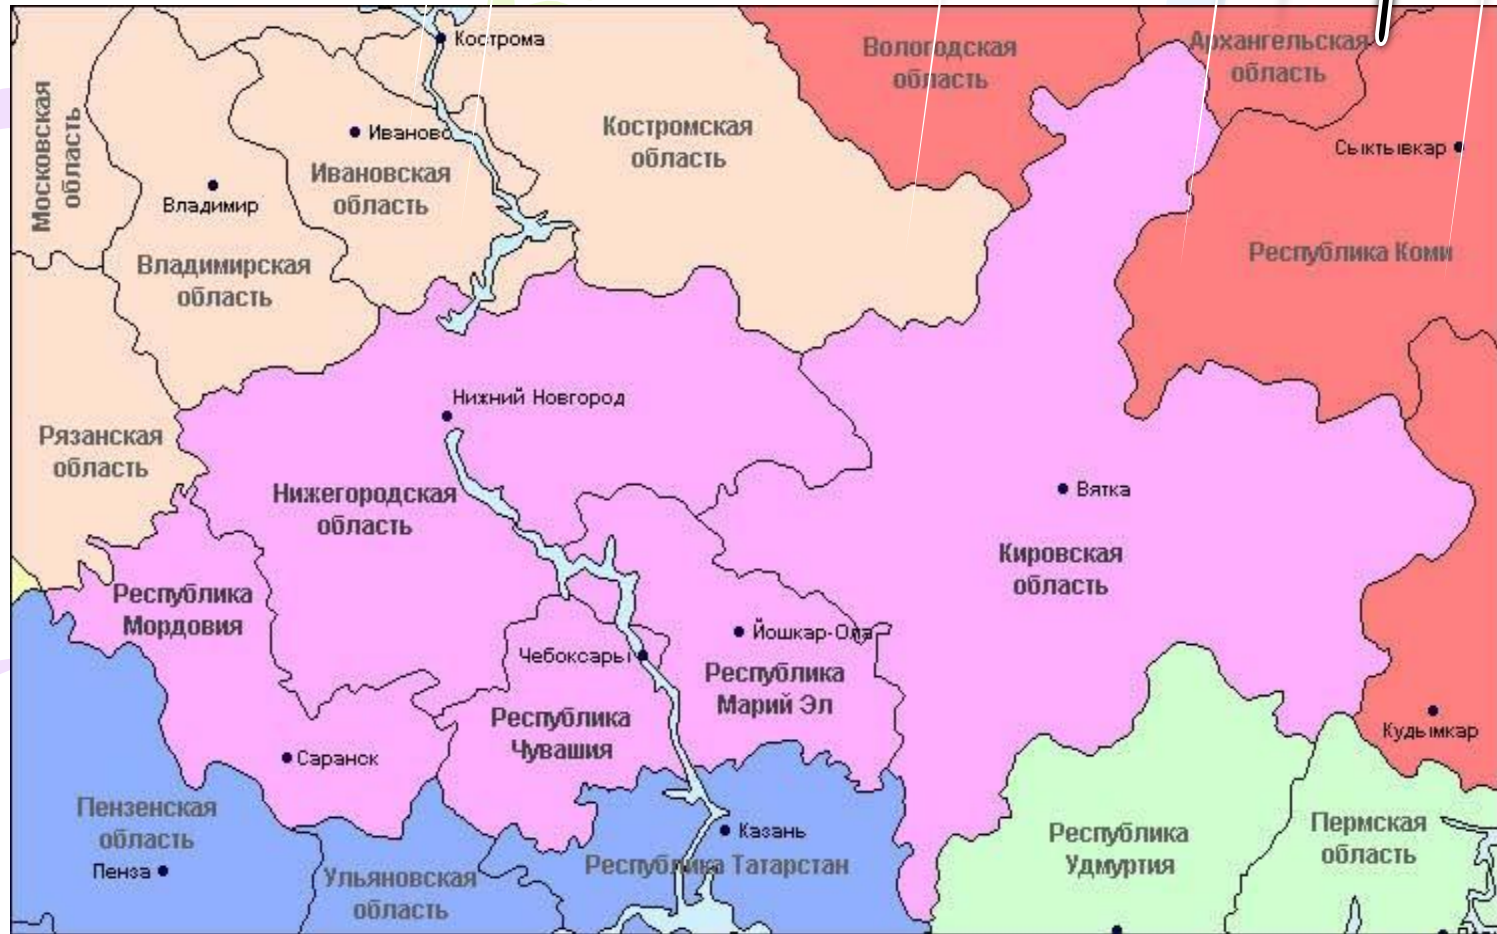 Кострома
Вологодская
область
Архангельская
область
Московская
область
Иваново
Костромская
область
Сыктывкар
Ивановская
область
Владимир
Владимирская
область
Республика Коми
Нижний Новгород
Рязанская
область
Нижегородская
область
Вятка
Кировская
область
Республика
Мордовия
Йошкар-Ола
Чебоксары
Республика
Марий Эл
Республика
Чувашия
Кудымкар
Саранск
Пензенская
область
Казань
Республика
Удмуртия
Пермская
область
Пенза
Республика Татарстан
Ульяновская
область